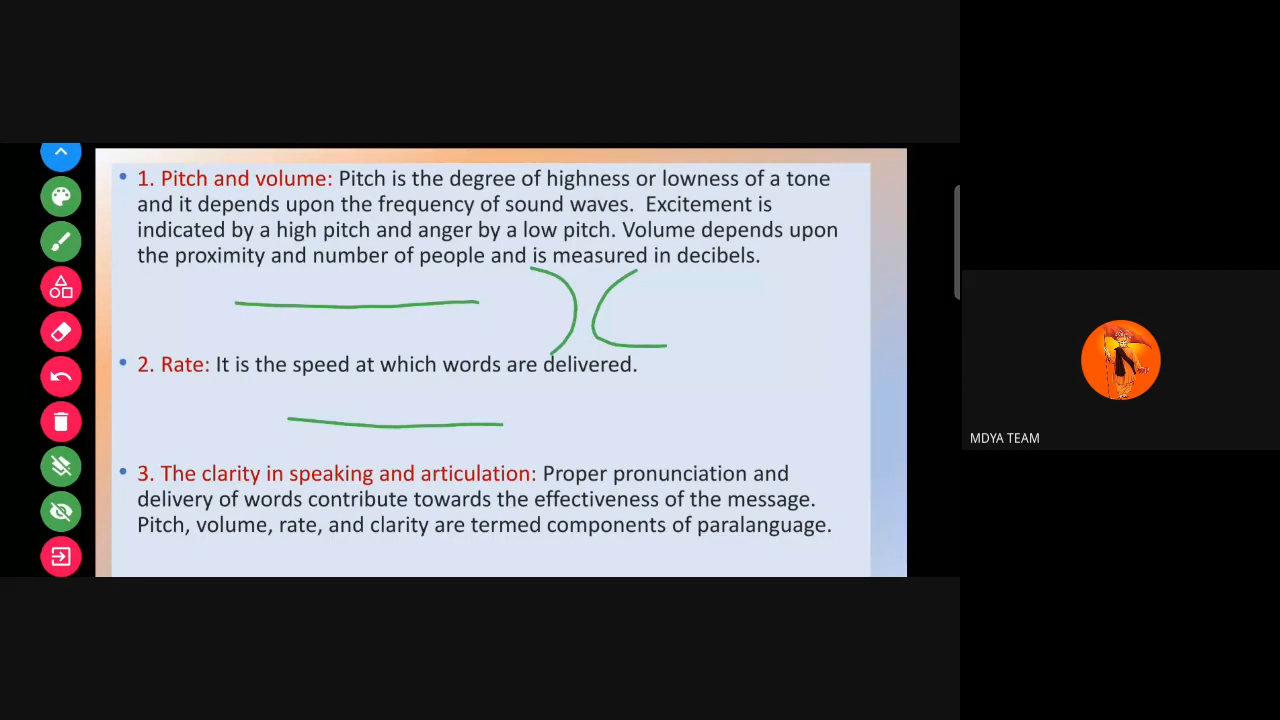 • 1. Pitch and volume: Pitch is the degree of highness or lowness of a tone
and it depends upon the frequency of sound waves.  Excitement is
indicated by a high pitch and anger by a low pitch. Volume depends upon
the proximity and number of people and is measured in decibels.
• 2. Rate: It is the speed at which words are delivered.
• 3. The clarity in speaking and articulation: Proper pronunciation and
delivery of words contribute towards the effectiveness of the message.
Pitch, volume, rate, and clarity are termed components of paralanguage.
MDYA TEAM